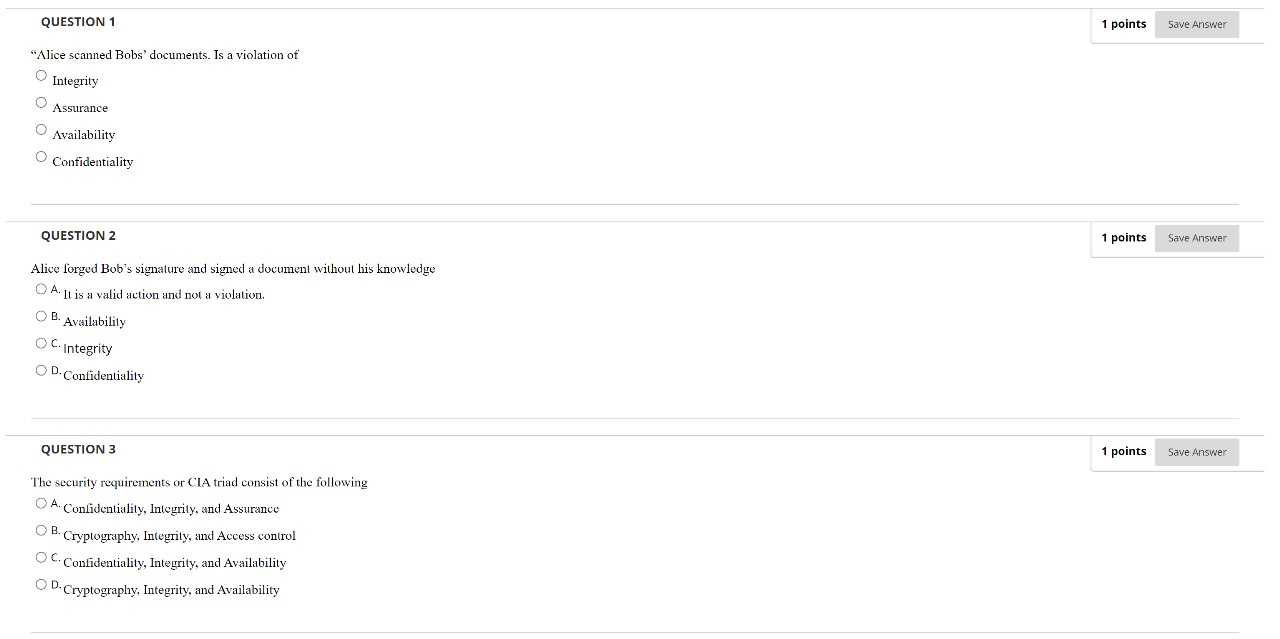 QUESTION 1
1 points Save Answer
“Alice scanned Bobs’ documents. Is a violation of
Integrity
Assurance
Availability
Confidentiality
QUESTION 2
1 points Save Answer
Alice forged Bob’s signature and signed a document without his knowledge
A. It is a valid action and not a violation.
B. Availability
C. Integrity
D. Confidentiality
QUESTION 3
1 points Save Answer
The security requirements or CIA triad consist of the following
A. Confidentiality, Integrity, and Assurance
B. Cryptography, Integrity, and Access control
C. Confidentiality, Integrity, and Availability
D. Cryptography, Integrity, and Availability